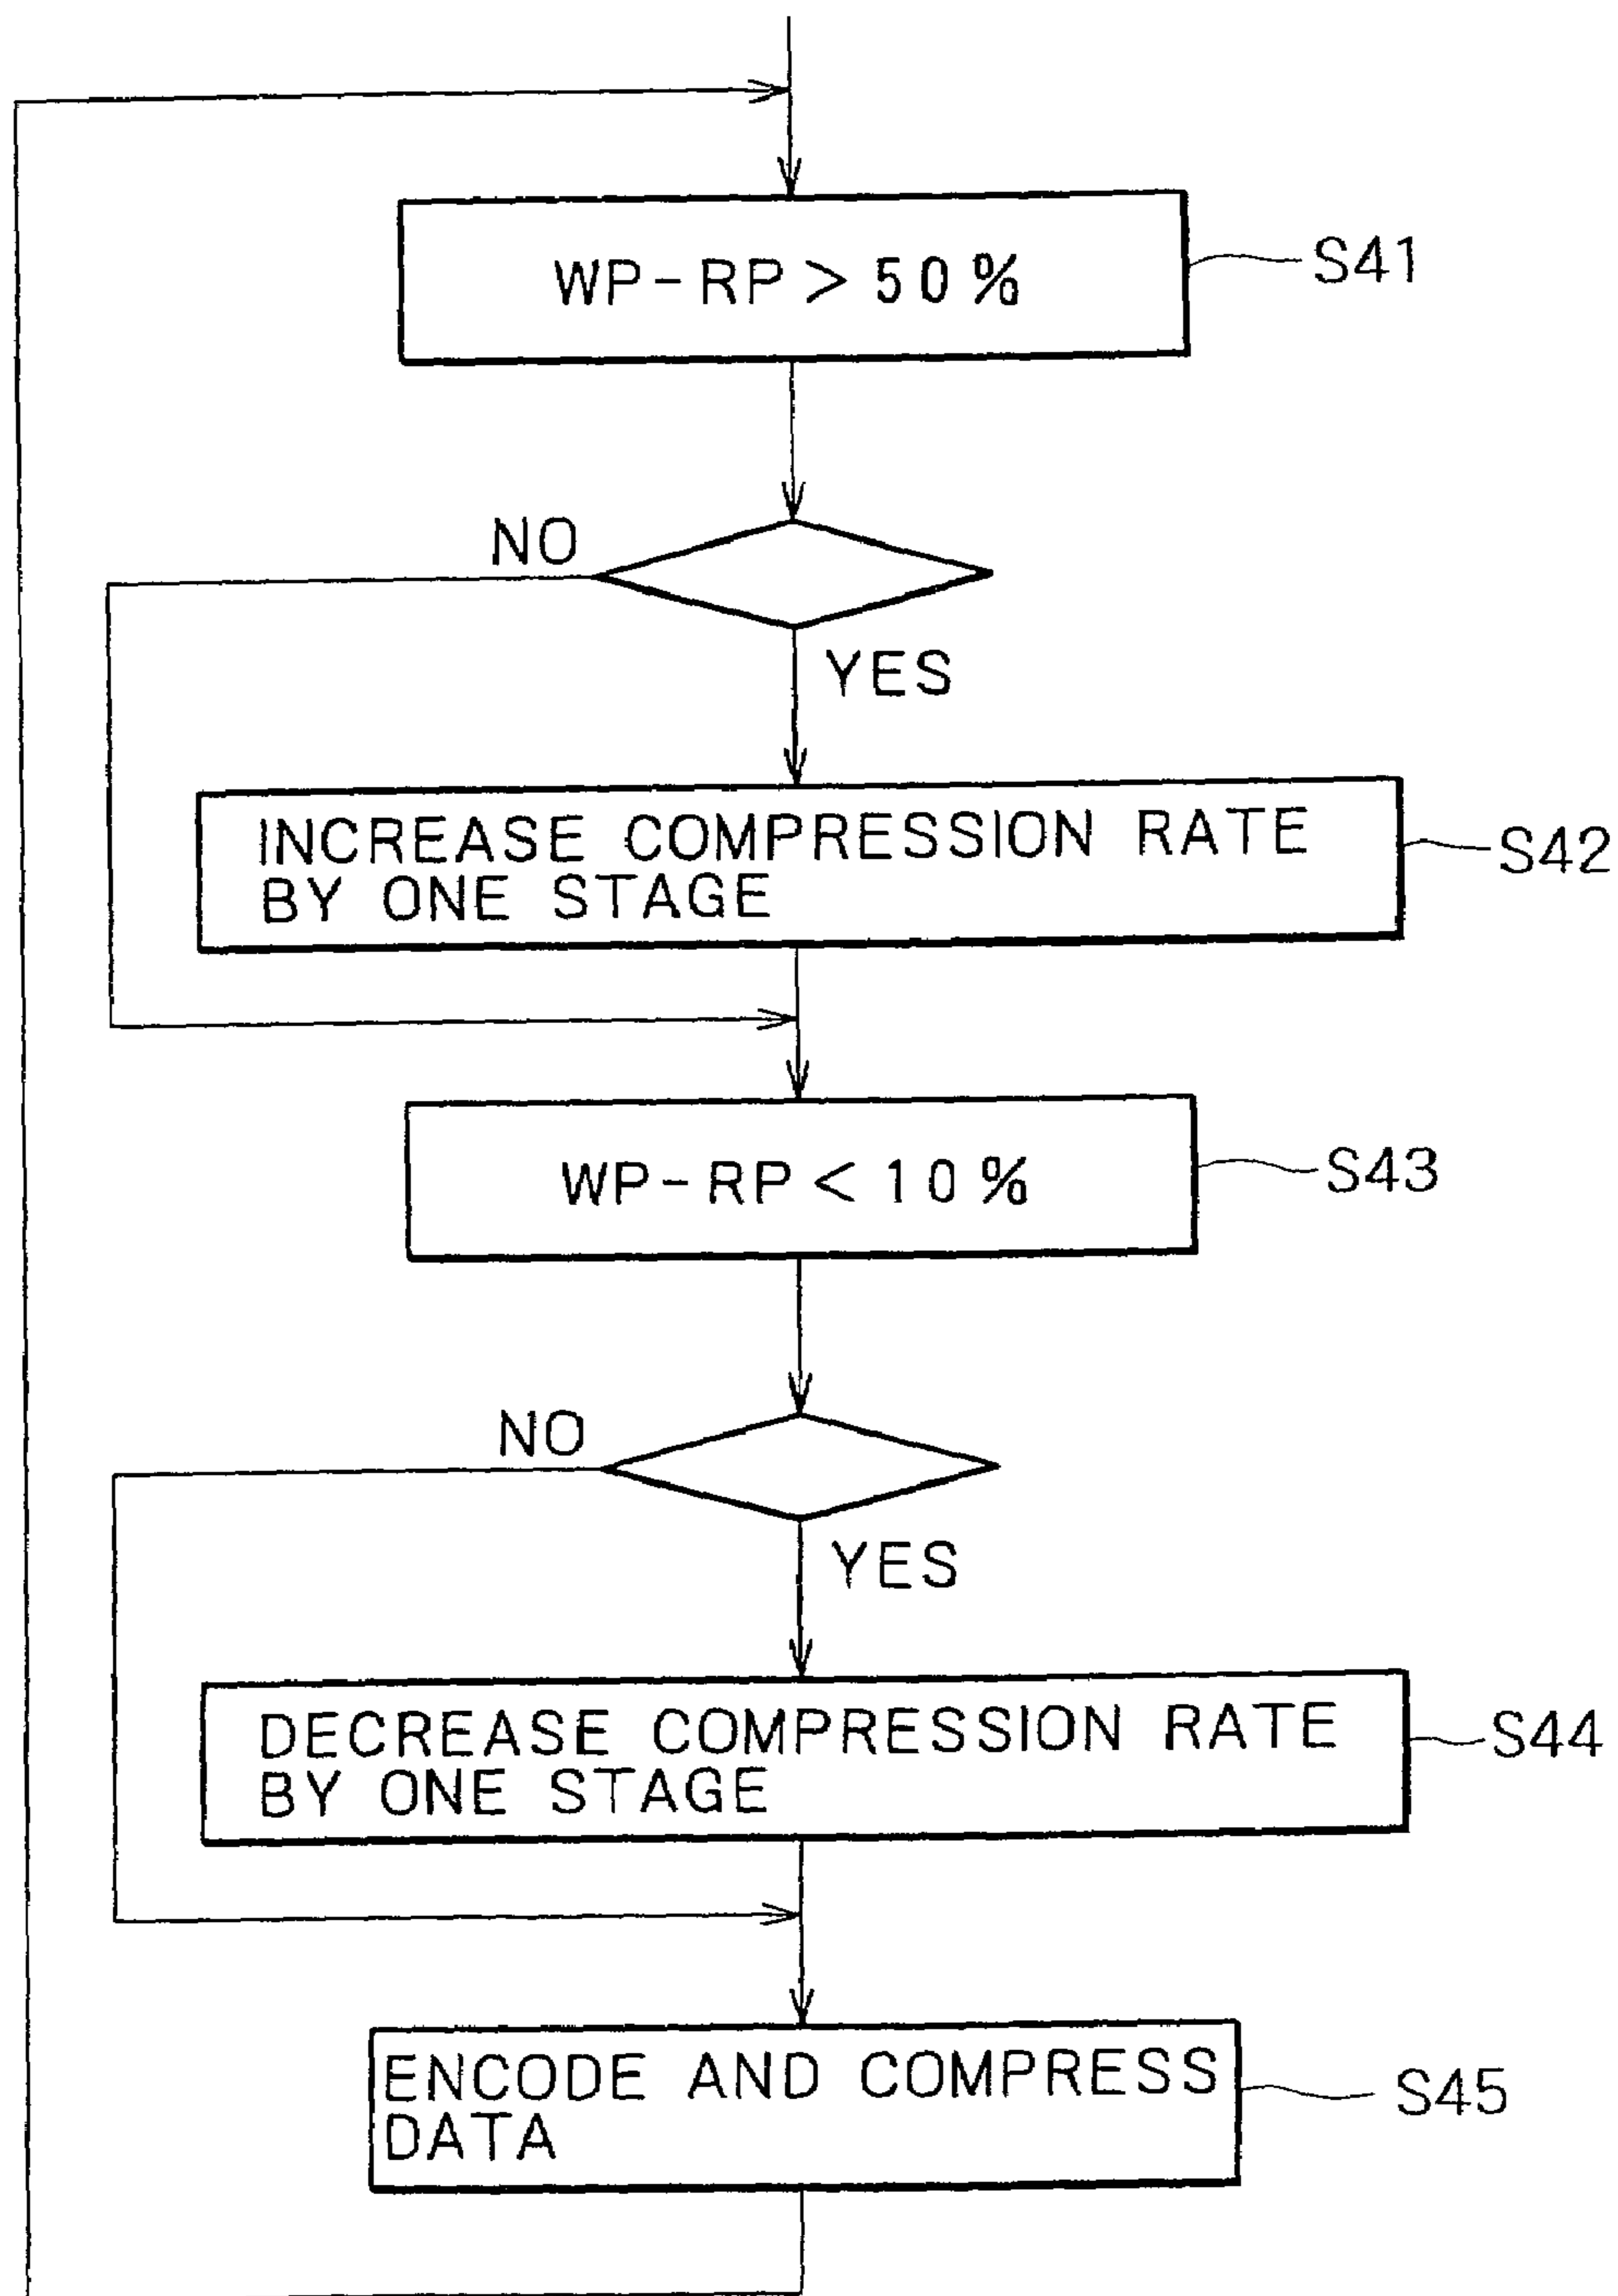 WP-RP > 50%
S41
NO
YES
INCREASE COMPRESSION RATE
BY ONE STAGE
S42
WP-RP < 10%
S43
NO
YES
DECREASE COMPRESSION RATE
BY ONE STAGE
S44
ENCODE AND COMPRESS
DATA
S45